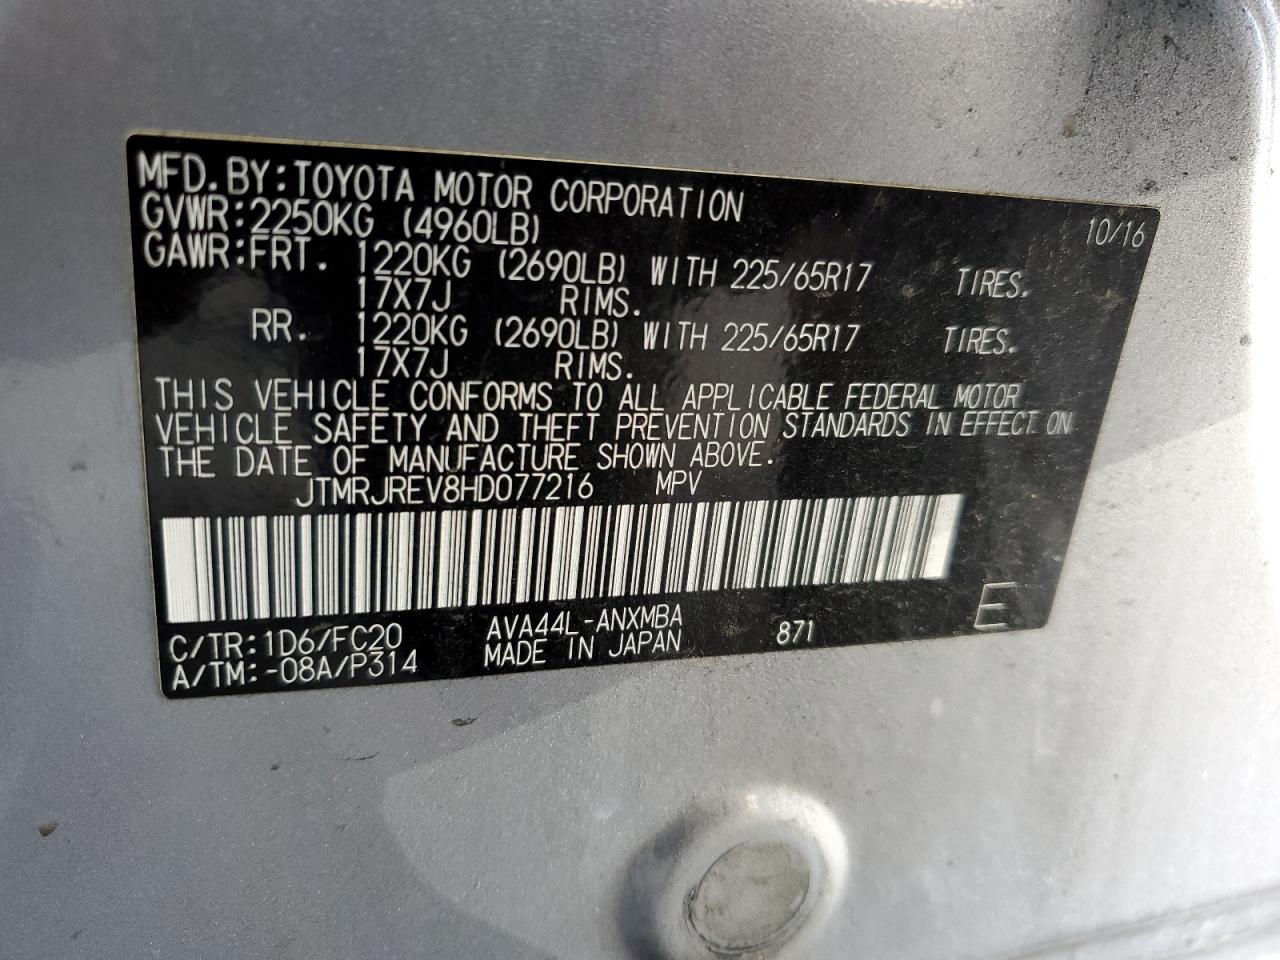 MFD.BY:TOYOTA MOTOR CORPORATION 10/16
GVWR:2250KG (4960LB)
GAWR:FRT. 1220KG (2690LB) WITH 225/65R17 TIRES.
17X7J RIMS.
RR. 1220KG (2690LB) WITH 225/65R17 TIRES.
17X7J RIMS.
THIS VEHICLE CONFORMS TO ALL APPLICABLE FEDERAL MOTOR
VEHICLE SAFETY AND THEFT PREVENTION STANDARDS IN EFFECT ON
THE DATE OF MANUFACTURE SHOWN ABOVE.
JTMRJREV8HD077216 MPV
C/TR:1D6/FC20 AVA44L-ANXMBA 871 E
A/TM:-08A/P314 MADE IN JAPAN